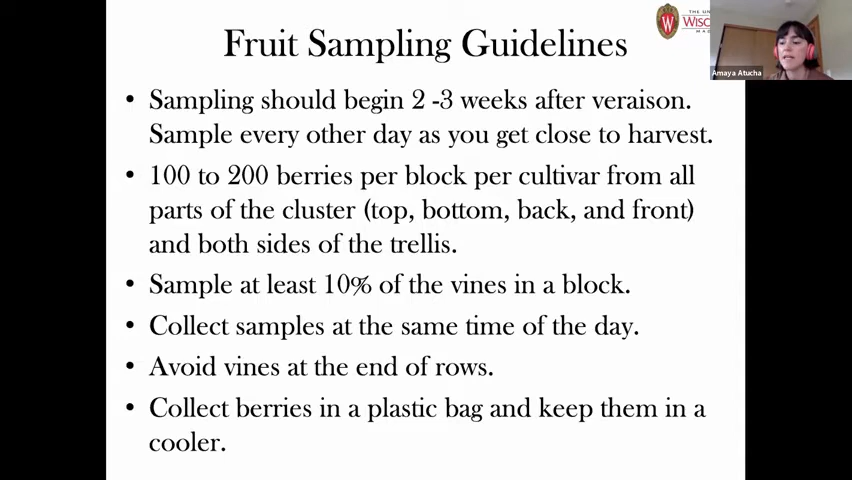 Fruit Sampling Guidelines
THE UNI
WISC
MAD
Amaya Atucha
• Sampling should begin 2 -3 weeks after veraison.
Sample every other day as you get close to harvest.
• 100 to 200 berries per block per cultivar from all
parts of the cluster (top, bottom, back, and front)
and both sides of the trellis.
• Sample at least 10% of the vines in a block.
• Collect samples at the same time of the day.
• Avoid vines at the end of rows.
• Collect berries in a plastic bag and keep them in a
cooler.